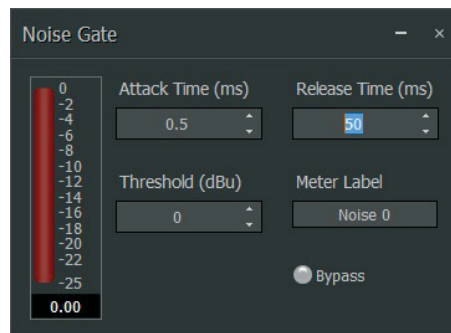 Noise Gate
0
-2
-4
-6
-8
-10
-12
-14
-16
-18
-20
-22
-25
0.00
Attack Time (ms)
0.5
Release Time (ms)
50
Threshold (dBu)
0
Meter Label
Noise 0
Bypass